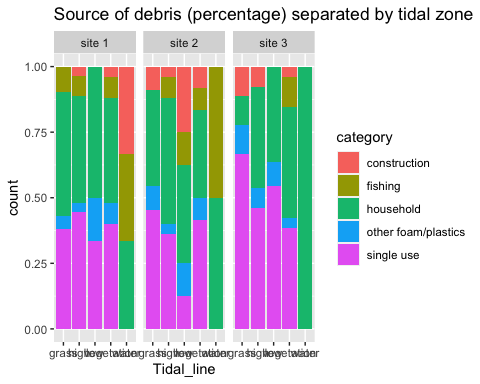 Source of debris (percentage) separated by tidal zone
site 1
site 2
site 3
1.00
0.75
0.50
0.25
0.00
count
grass
Tidal_line
category
construction
fishing
household
other foam/plastics
single use